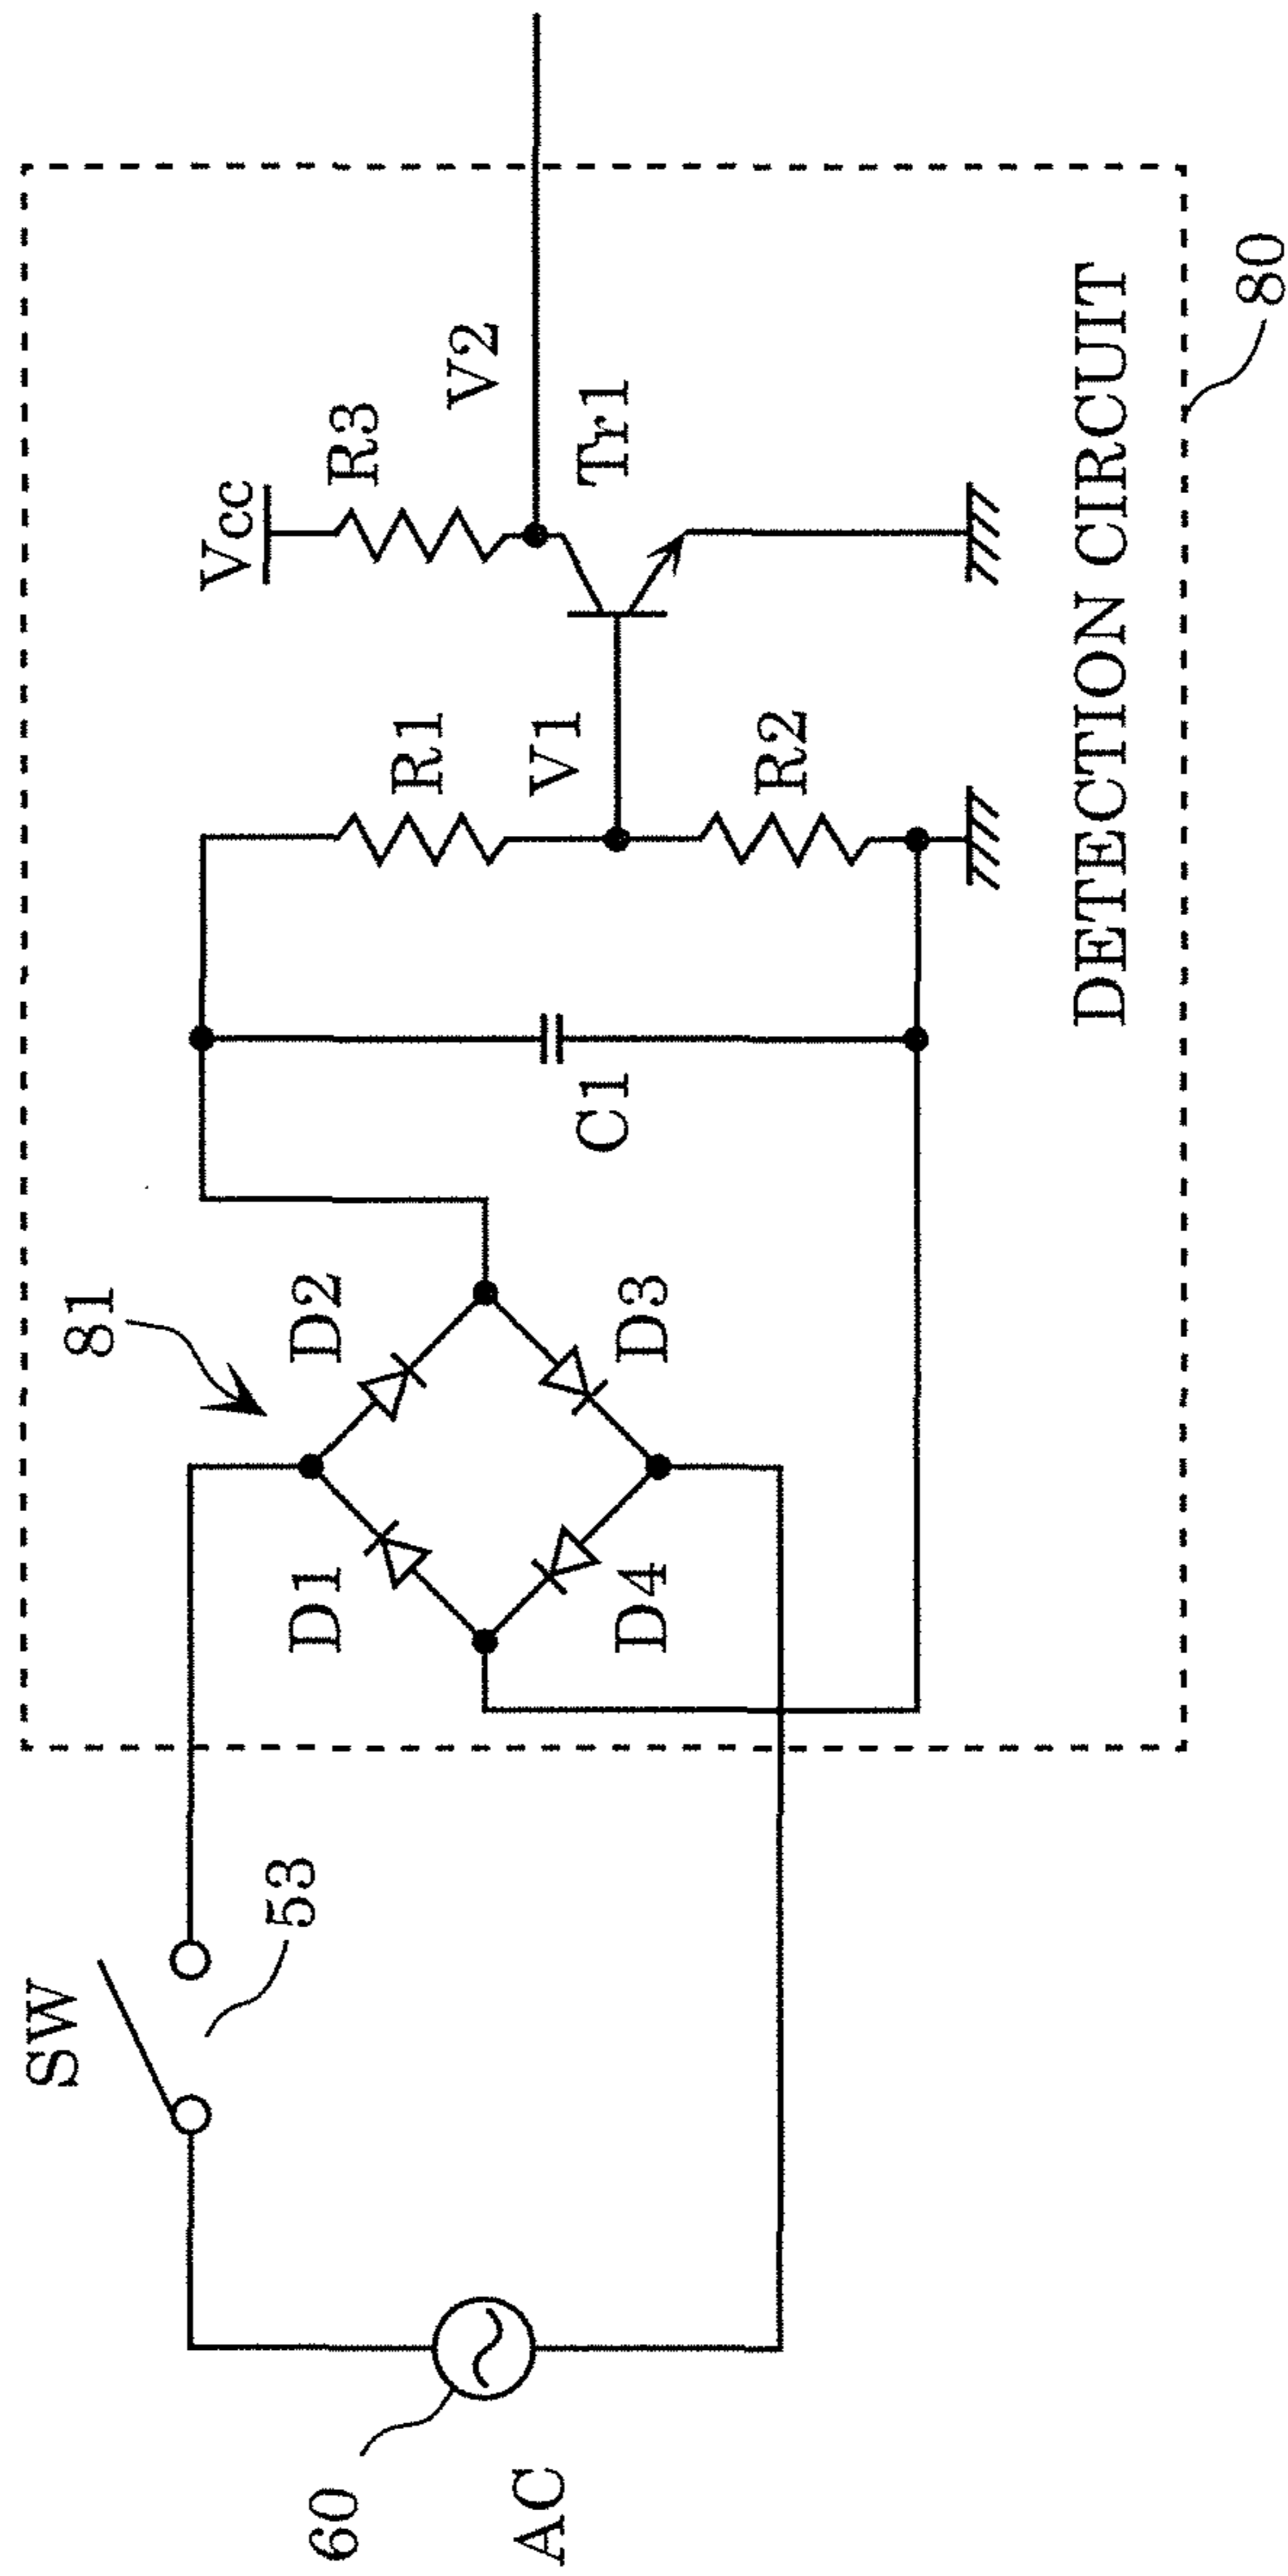 60
AC
SW
53
81
D1
D2
D3
D4
C1
R1
V1
R2
Vcc
R3
V2
Tr1
DETECTION CIRCUIT
80